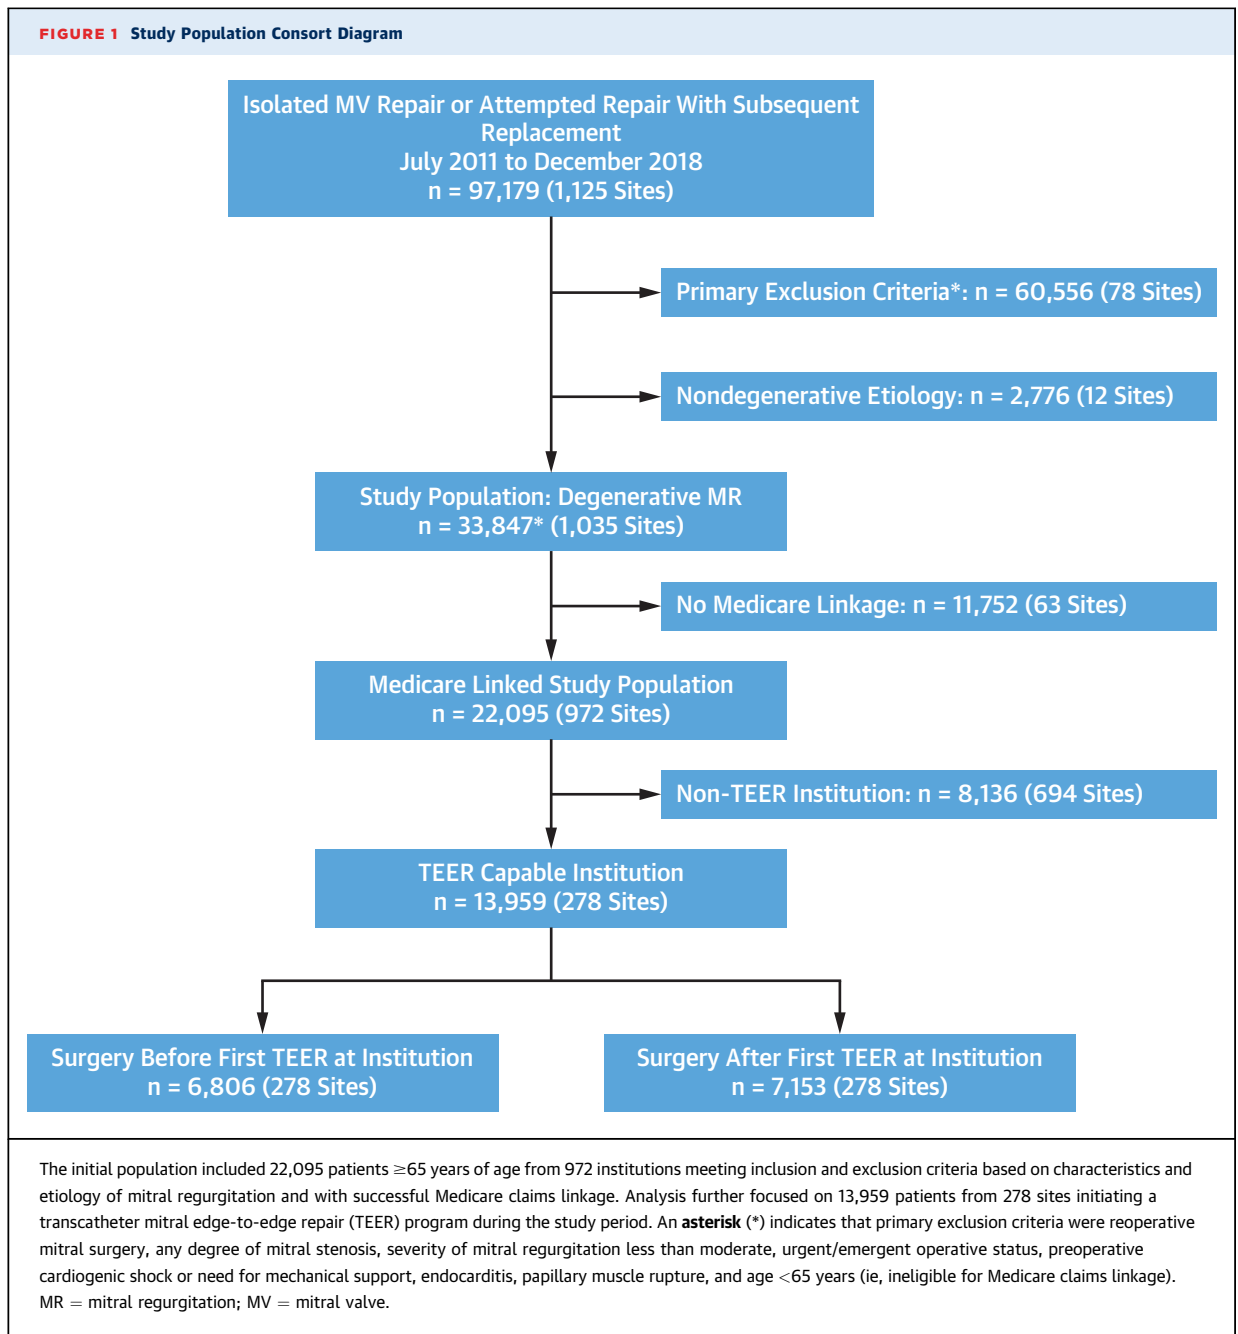 FIGURE 1 Study Population Consort Diagram
Isolated MV Repair or Attempted Repair With Subsequent
Replacement
July 2011 to December 2018
n = 97,179 (1,125 Sites)
Primary Exclusion Criteria*: n = 60,556 (78 Sites)
Nondegenerative Etiology: n = 2,776 (12 Sites)
Study Population: Degenerative MR
n = 33,847* (1,035 Sites)
No Medicare Linkage: n = 11,752 (63 Sites)
Medicare Linked Study Population
n = 22,095 (972 Sites)
Non-TEER Institution: n = 8,136 (694 Sites)
TEER Capable Institution
n = 13,959 (278 Sites)
Surgery Before First TEER at Institution
n = 6,806 (278 Sites)
Surgery After First TEER at Institution
n = 7,153 (278 Sites)
The initial population included 22,095 patients ≥65 years of age from 972 institutions meeting inclusion and exclusion criteria based on characteristics and
etiology of mitral regurgitation and with successful Medicare claims linkage. Analysis further focused on 13,959 patients from 278 sites initiating a
transcatheter mitral edge-to-edge repair (TEER) program during the study period. An asterisk (*) indicates that primary exclusion criteria were reoperative
mitral surgery, any degree of mitral stenosis, severity of mitral regurgitation less than moderate, urgent/emergent operative status, preoperative
cardiogenic shock or need for mechanical support, endocarditis, papillary muscle rupture, and age <65 years (ie, ineligible for Medicare claims linkage).
MR = mitral regurgitation; MV = mitral valve.